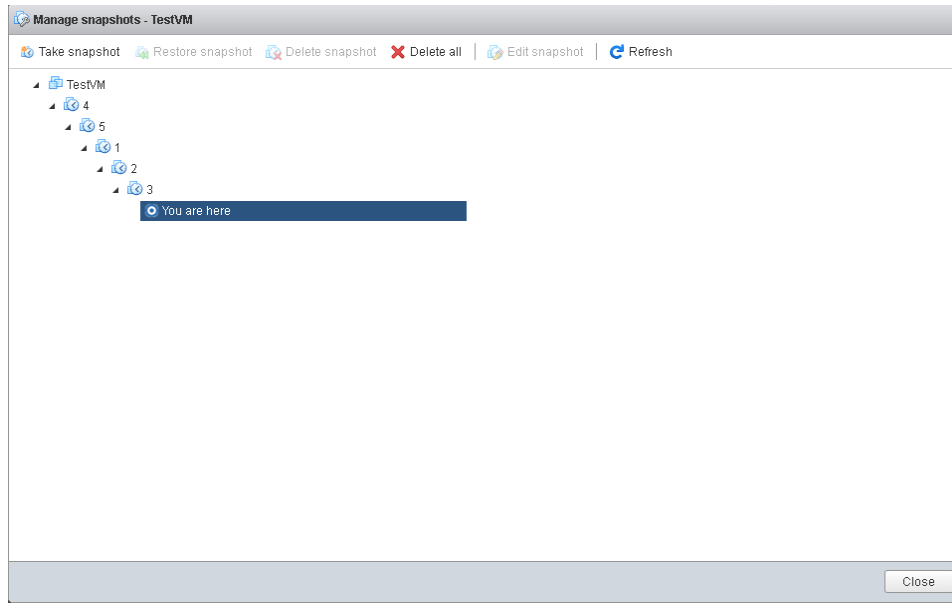 Manage snapshots - TestVM
Take snapshot Restore snapshot Delete snapshot Delete all Edit snapshot Refresh
TestVM
4
5
1
2
3
You are here
Close